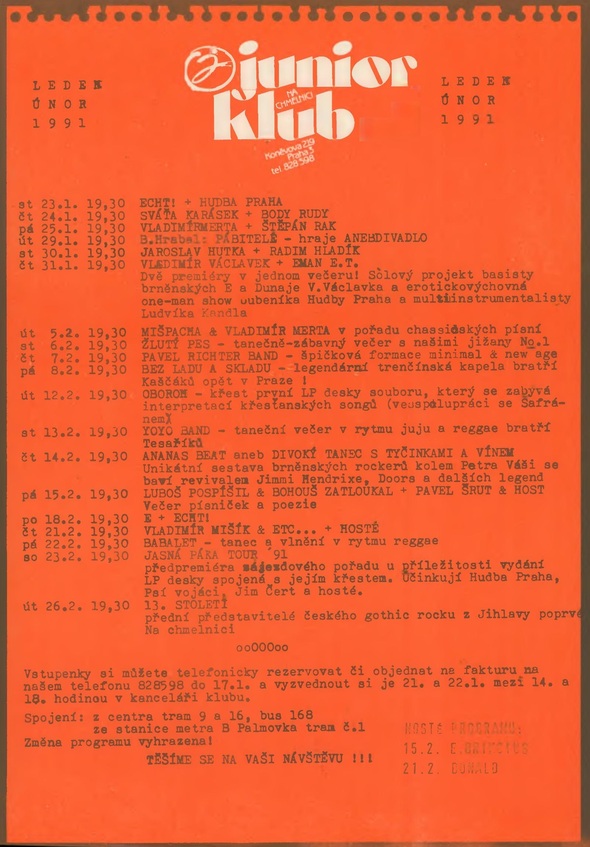 LEDEN
ÚNOR
1991
junior
klub
NA
CHMELNICI
Koněvova 219
Praha 3
tel 828598
LEDEN
ÚNOR
1991
st 23.1. 19,30 ECHT! + HUDBA PRAHA
čt 24.1. 19,30 SVÁŤA KARÁSEK + BODY RUDY
pá 25.1. 19,30 VLADIMÍRMERTA + ŠTĚPÁN RAK
út 29.1. 19,30 B.Hrabal: PÁBITELÉ - hraje ANEBDIVADLO
st 30.1. 19,30 JAROSLAV HUTKA + RADIM HLADÍK
čt 31.1. 19,30 VLADIMÍR VÁCLAVEK + EMAN E.T.
Dvě premiéry v jednom večeru! Sólový projekt basisty
brněnských E a Dunaje V.Václavka a erotickovýchovná
one-man show bubeníka Hudby Praha a multiinstrumentalisty
Ludvíka Kandla
út 5.2. 19,30 MIŠPACHA & VLADIMÍR MERTA v pořadu chassidských písní
st 6.2. 19,30 ŽLUTÝ PES - tanečně-zábavný večer s našimi jižany No.1
čt 7.2. 19,30 PAVEL RICHTER BAND - špičková formace minimal & new age
pá 8.2. 19,30 BEZ LADU A SKLADU - legendární trenčínská kapela bratří
Kaščáků opět v Praze !
út 12.2. 19,30 OBOROH - křest první LP desky souboru, který se zabývá
interpretací křesťanských songů (veuspolupráci se Šafrá-
nem)
st 13.2. 19,30 YOYO BAND - taneční večer v rytmu juju a reggae bratří
Tesaříků
čt 14.2. 19,30 ANANAS BEAT aneb DIVOKÝ TANEC S TYČINKAMI A VÍNEM
Unikátní sestava brněnských rockerů kolem Petra Váši se
baví revivalem Jimmi Hendrixe, Doors a dalších legend
pá 15.2. 19,30 LUBOŠ POSPÍŠIL & BOHOUŠ ZATLOUKAL + PAVEL ŠRUT & HOST
Večer písniček a poezie
po 18.2. 19,30 E + ECHT!
čt 21.2. 19,30 VLADIMÍR MIŠÍK & ETC... + HOSTÉ
pá 22.2. 19,30 BABALET - tanec a vlnění v rytmu reggae
so 23.2. 19,30 JASNÁ PÁKA TOUR '91
předpremiéra zájezdového pořadu u příležitosti vydání
LP desky spojená s jejím křestem. Účinkují Hudba Praha,
Psí vojáci, Jim Čert a hosté.
út 26.2. 19,30 13. STOLETÍ
přední představitelé českého gothic rocku z Jihlavy poprvé
Na chmelnici
ooOOOoo
Vstupenky si můžete telefonicky rezervovat či objednat na fakturu na
našem telefonu 828598 do 17.1. a vyzvednout si je 21. a 22.1. mezi 14. a
18. hodinou v kanceláři klubu.
Spojení: z centra tram 9 a 16, bus 168
ze stanice metra B Palmovka tram č.1
Změna programu vyhrazena!
TĚŠÍME SE NA VAŠI NÁVŠTĚVU !!!
HOSTÉ PROGRAMU:
15.2.
21.2. DONALD